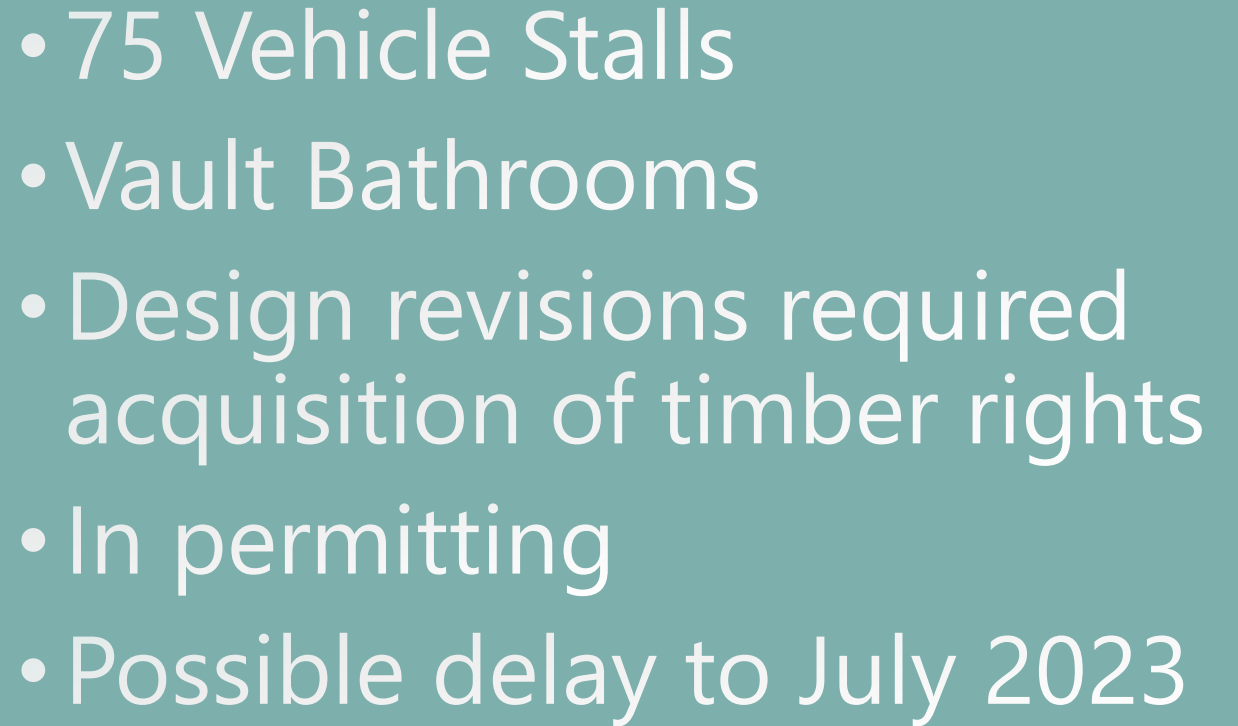 • 75 Vehicle Stalls
• Vault Bathrooms
• Design revisions required
acquisition of timber rights
• In permitting
• Possible delay to July 2023